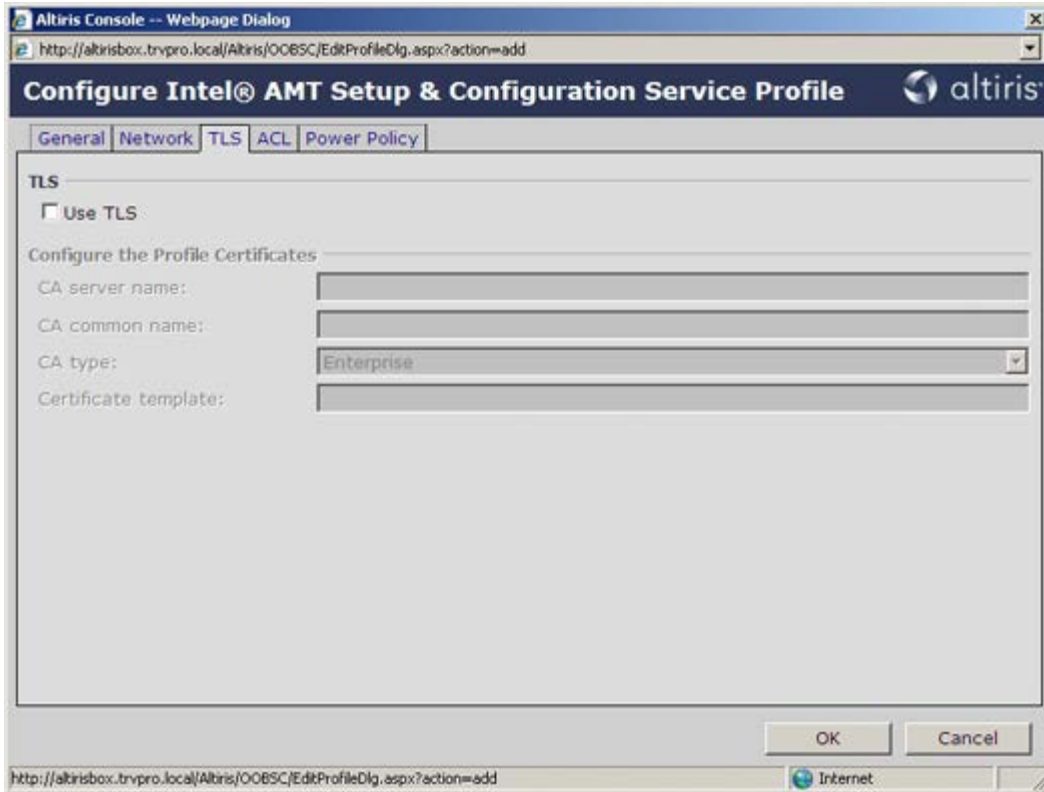 Altiris Console -- Webpage Dialog
http://altirisbox.trvpro.local/Altiris/OOBSC/EditProfileDlg.aspx?action=add
Configure Intel® AMT Setup & Configuration Service Profile
altiris
General Network TLS ACL Power Policy
TLS
Use TLS
Configure the Profile Certificates
CA server name:
CA common name:
CA type: Enterprise
Certificate template:
OK Cancel
http://altirisbox.trvpro.local/Altiris/OOBSC/EditProfileDlg.aspx?action=add Internet